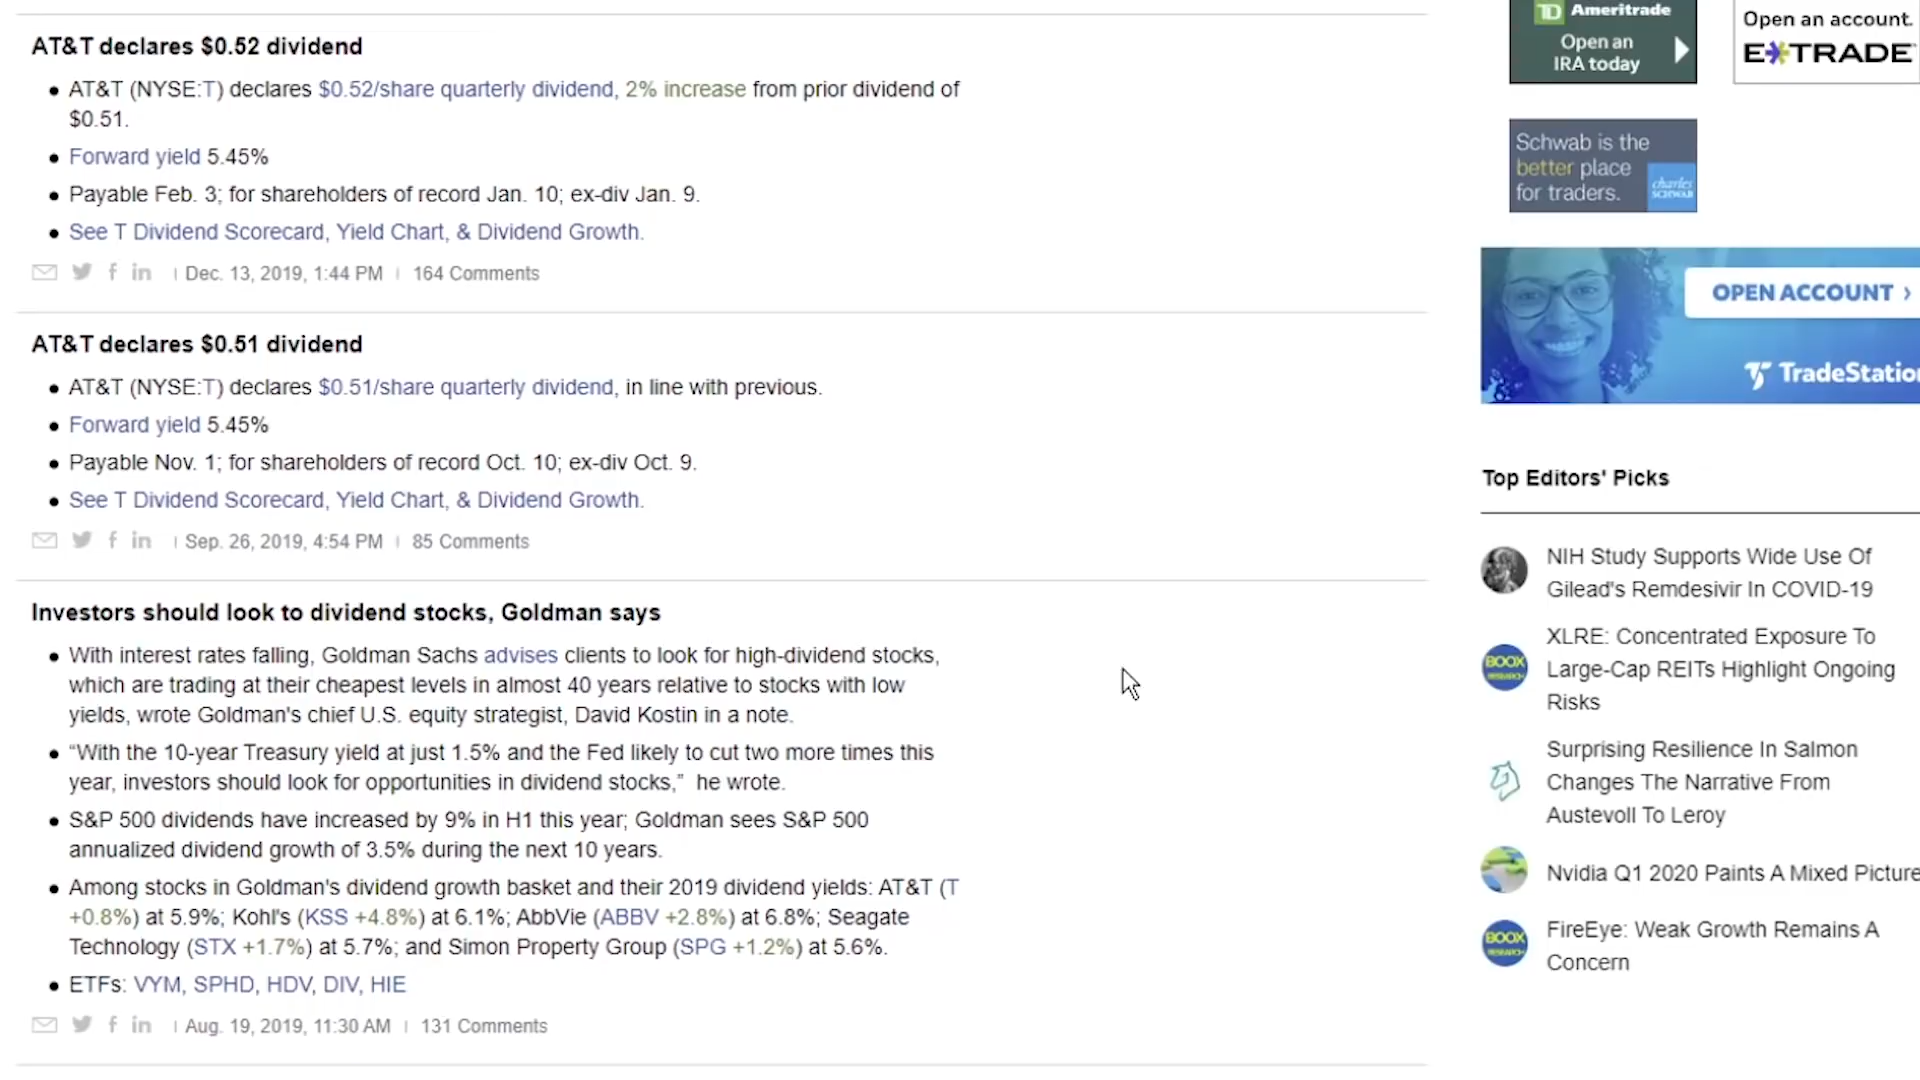 AT&T declares $0.52 dividend
AT&T (NYSE:T) declares $0.52/share quarterly dividend, 2% increase from prior dividend of
$0.51.
Forward yield 5.45%
Payable Feb. 3; for shareholders of record Jan. 10; ex-div Jan. 9.
See T Dividend Scorecard, Yield Chart, & Dividend Growth.
Dec. 13, 2019, 1:44 PM | 164 Comments
AT&T declares $0.51 dividend
AT&T (NYSE:T) declares $0.51/share quarterly dividend, in line with previous.
Forward yield 5.45%
Payable Nov. 1; for shareholders of record Oct. 10; ex-div Oct. 9.
See T Dividend Scorecard, Yield Chart, & Dividend Growth.
Sep. 26, 2019, 4:54 PM | 85 Comments
Investors should look to dividend stocks, Goldman says
With interest rates falling, Goldman Sachs advises clients to look for high-dividend stocks,
which are trading at their cheapest levels in almost 40 years relative to stocks with low
yields, wrote Goldman's chief U.S. equity strategist, David Kostin in a note.
“With the 10-year Treasury yield at just 1.5% and the Fed likely to cut two more times this
year, investors should look for opportunities in dividend stocks,” he wrote.
S&P 500 dividends have increased by 9% in H1 this year; Goldman sees S&P 500
annualized dividend growth of 3.5% during the next 10 years.
Among stocks in Goldman's dividend growth basket and their 2019 dividend yields: AT&T (T
+0.8%) at 5.9%; Kohl's (KSS +4.8%) at 6.1%; AbbVie (ABBV +2.8%) at 6.8%; Seagate
Technology (STX +1.7%) at 5.7%; and Simon Property Group (SPG +1.2%) at 5.6%.
ETFs: VYM, SPHD, HDV, DIV, HIE
Aug. 19, 2019, 11:30 AM | 131 Comments
TD Ameritrade
Open an
IRA today
Open an account.
E*TRADE
Schwab is the
better place
for traders.
charles
SCHWAB
OPEN ACCOUNT ›
TradeStatio
Top Editors' Picks
NIH Study Supports Wide Use Of
Gilead's Remdesivir In COVID-19
BOOX
RESEARCH
XLRE: Concentrated Exposure To
Large-Cap REITs Highlight Ongoing
Risks
Surprising Resilience In Salmon
Changes The Narrative From
Austevoll To Leroy
Nvidia Q1 2020 Paints A Mixed Picture
BOOX
RESEARCH
FireEye: Weak Growth Remains A
Concern